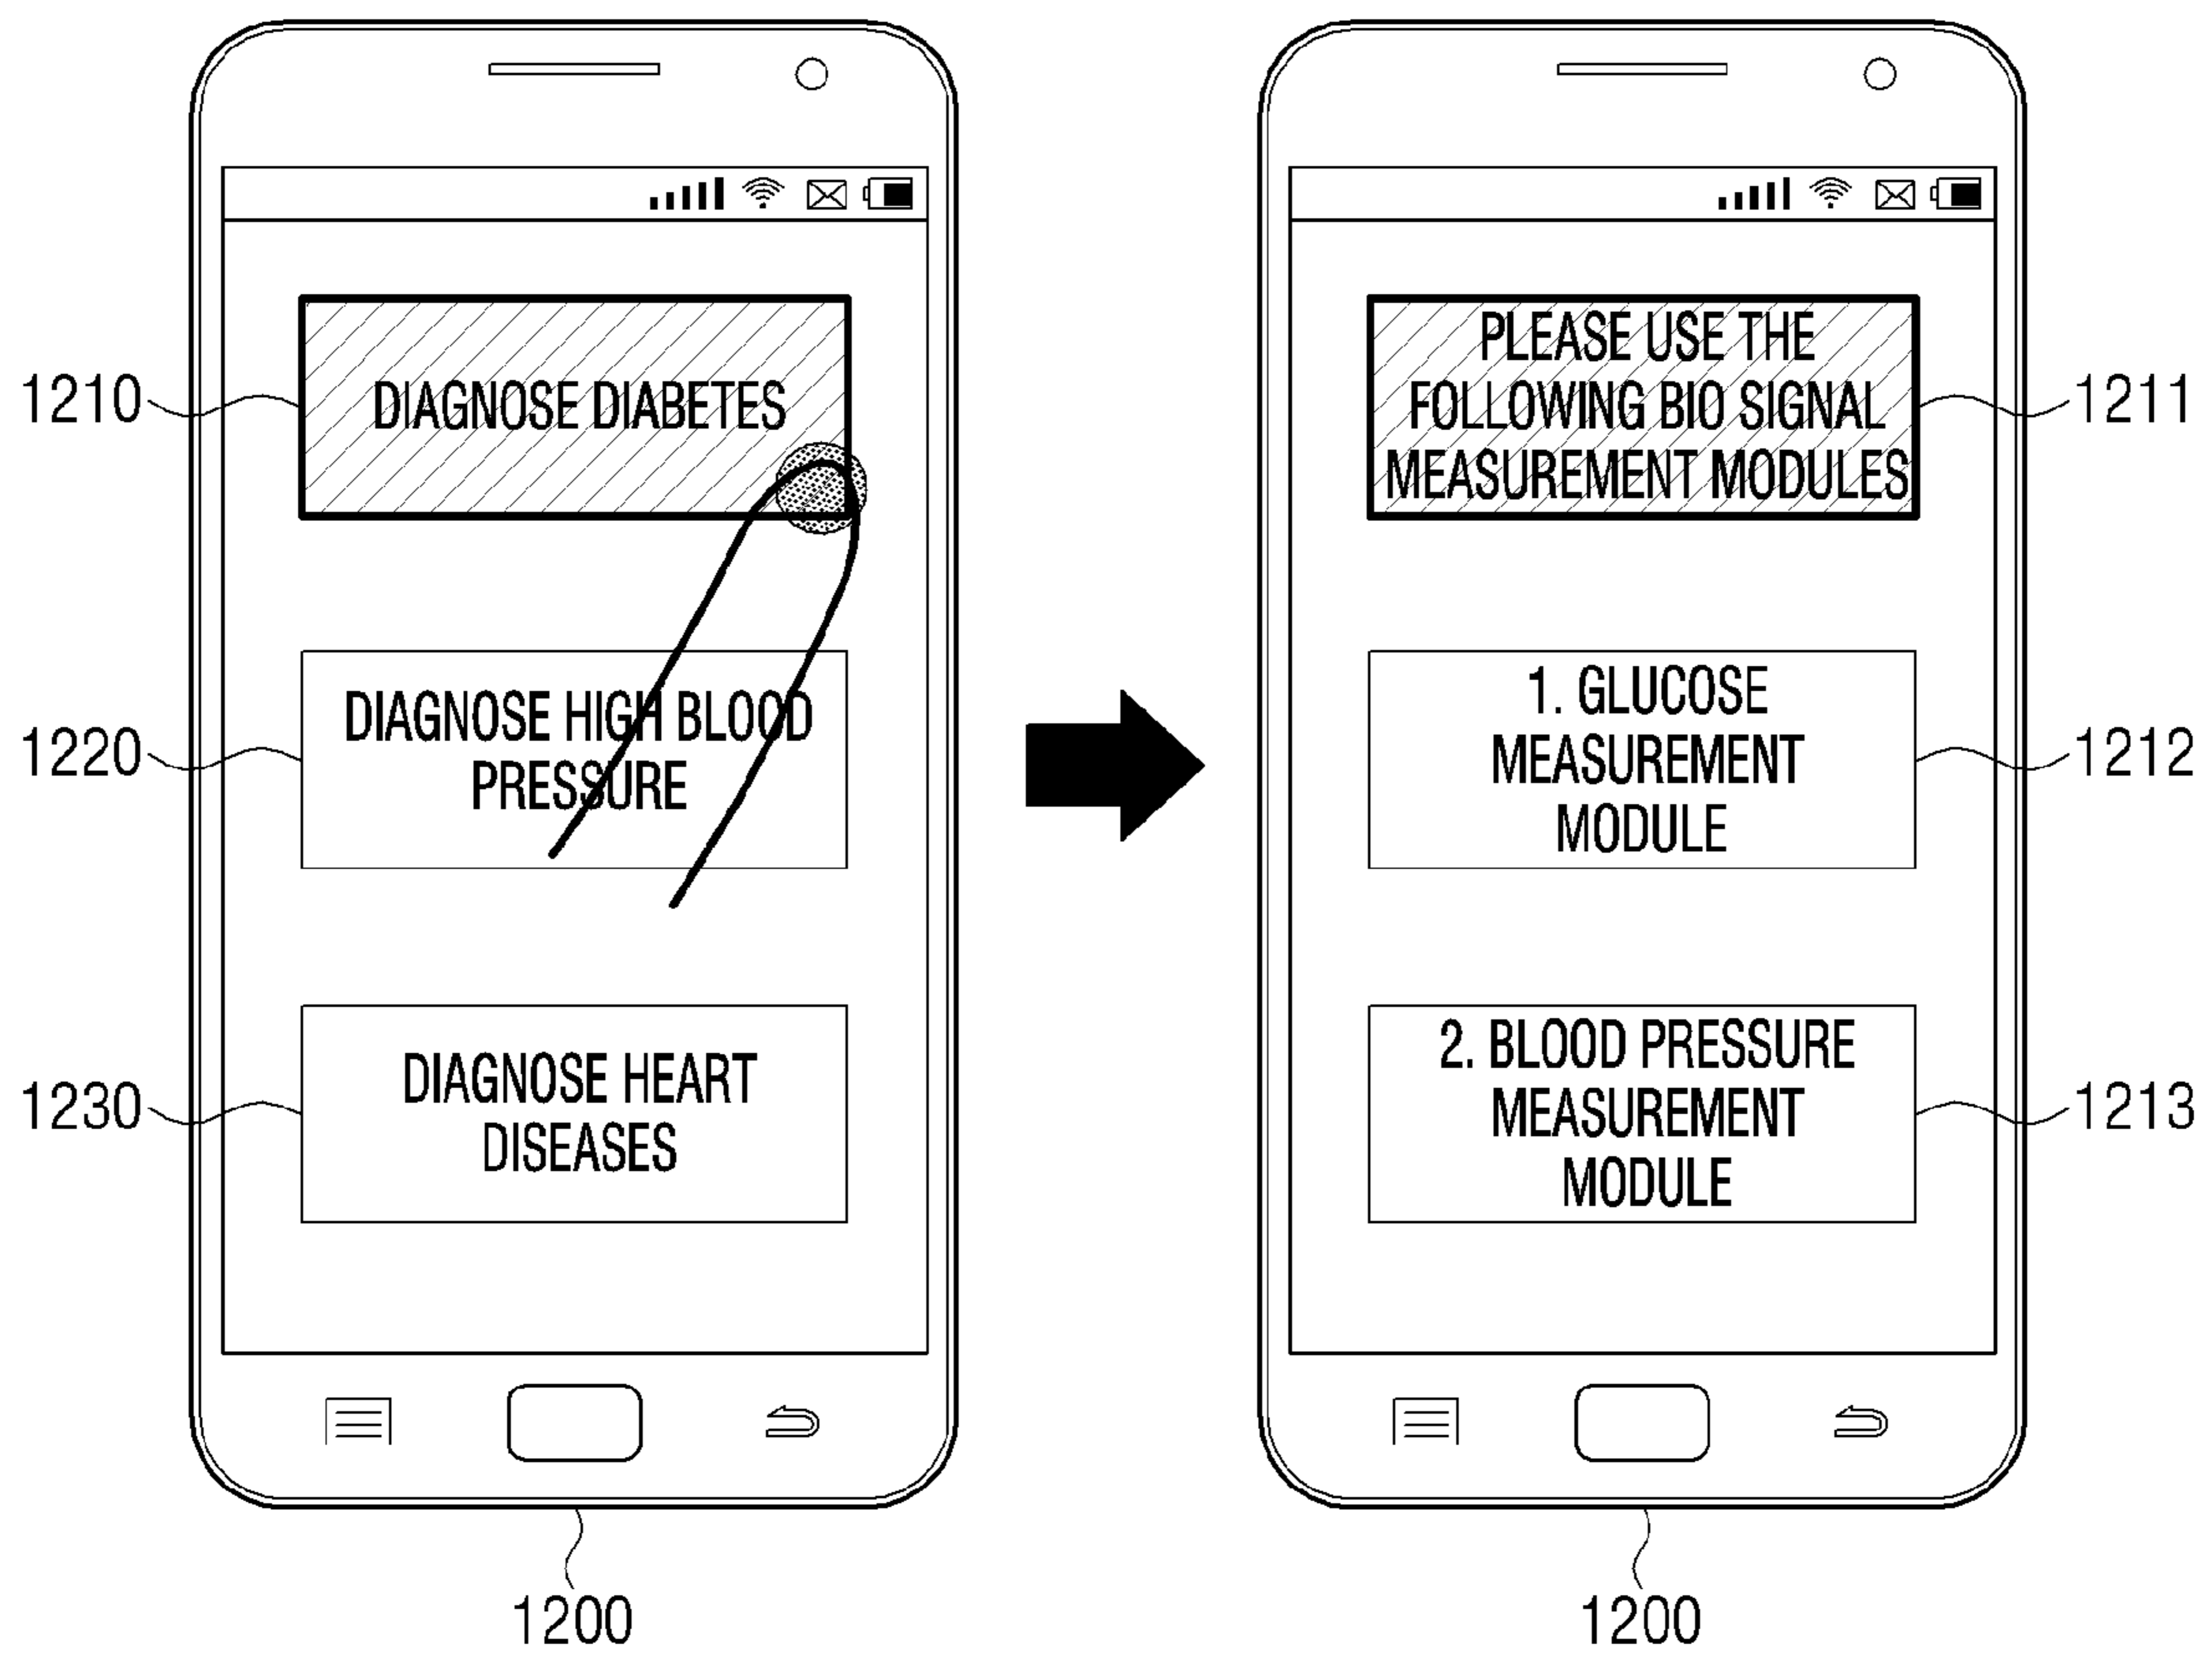 1210
DIAGNOSE DIABETES
1220
DIAGNOSE HIGH BLOOD
PRESSURE
1230
DIAGNOSE HEART
DISEASES
1200
PLEASE USE THE
FOLLOWING BIO SIGNAL
MEASUREMENT MODULES
1211
1. GLUCOSE
MEASUREMENT
MODULE
1212
2. BLOOD PRESSURE
MEASUREMENT
MODULE
1213
1200